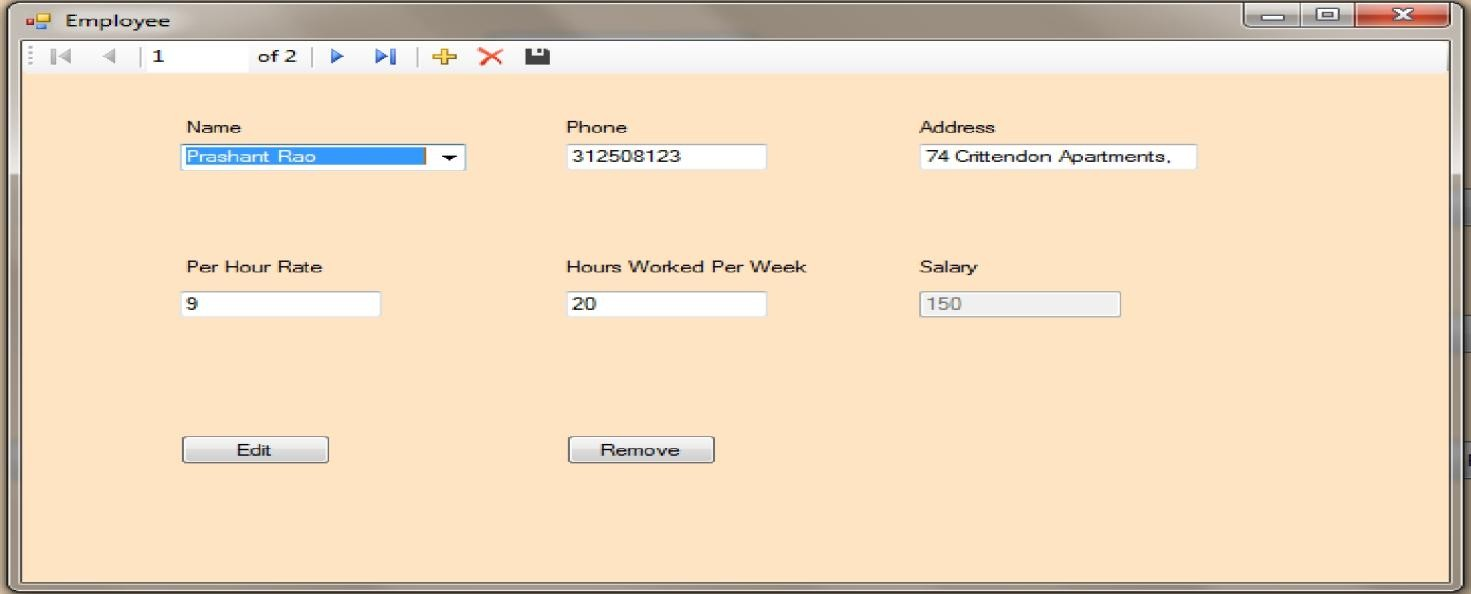 Employee
1 of 2
Name Phone Address
Prashant Rao 312508123 74 Crittendon Apartments,
Per Hour Rate Hours Worked Per Week Salary
9 20 150
Edit Remove